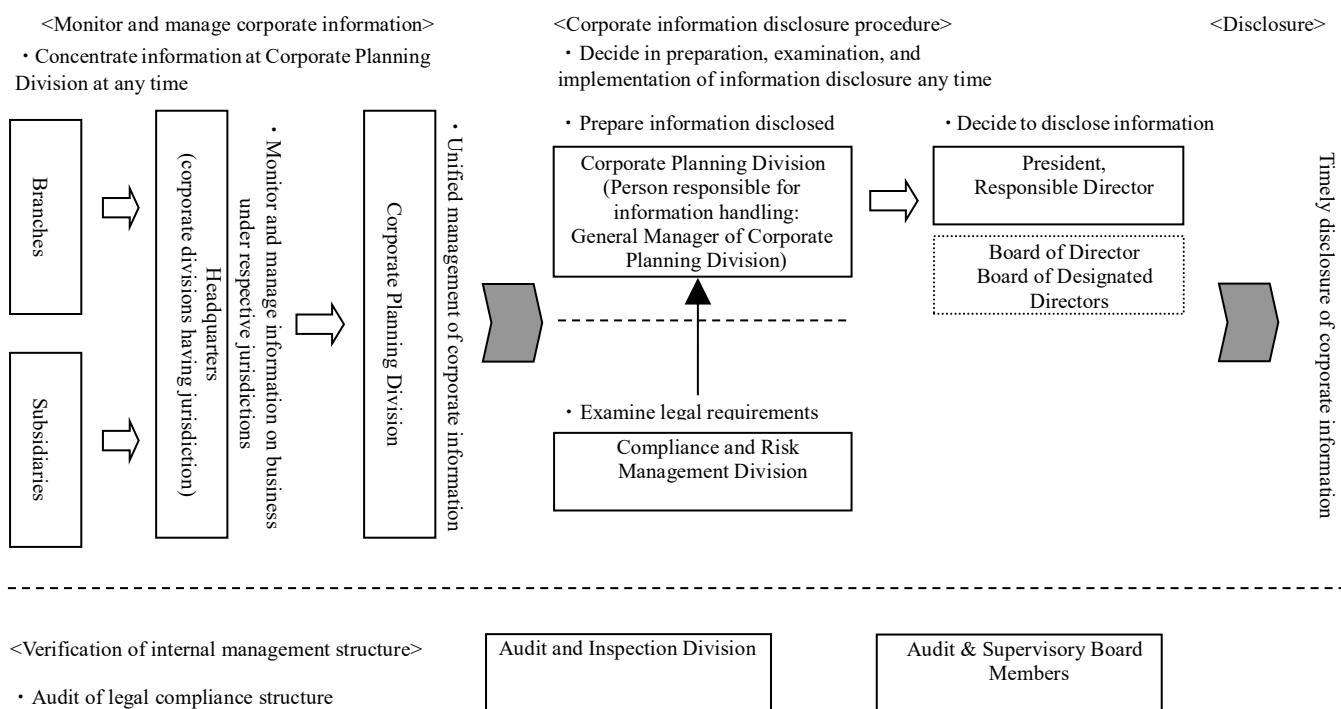 <Monitor and manage corporate information>
・Concentrate information at Corporate Planning
Division at any time
Branches
Subsidiaries
Headquarters
(corporate divisions having jurisdiction)
・Monitor and manage information on business
under respective jurisdictions
Corporate Planning Division
・Unified management of corporate information
<Corporate information disclosure procedure>
・Decide in preparation, examination, and
implementation of information disclosure any time
・Prepare information disclosed
Corporate Planning Division
(Person responsible for
information handling:
General Manager of Corporate
Planning Division)
・Examine legal requirements
Compliance and Risk
Management Division
・Decide to disclose information
President,
Responsible Director
Board of Director
Board of Designated
Directors
<Disclosure>
Timely disclosure of corporate information
<Verification of internal management structure>
・Audit of legal compliance structure
Audit and Inspection Division
Audit & Supervisory Board
Members